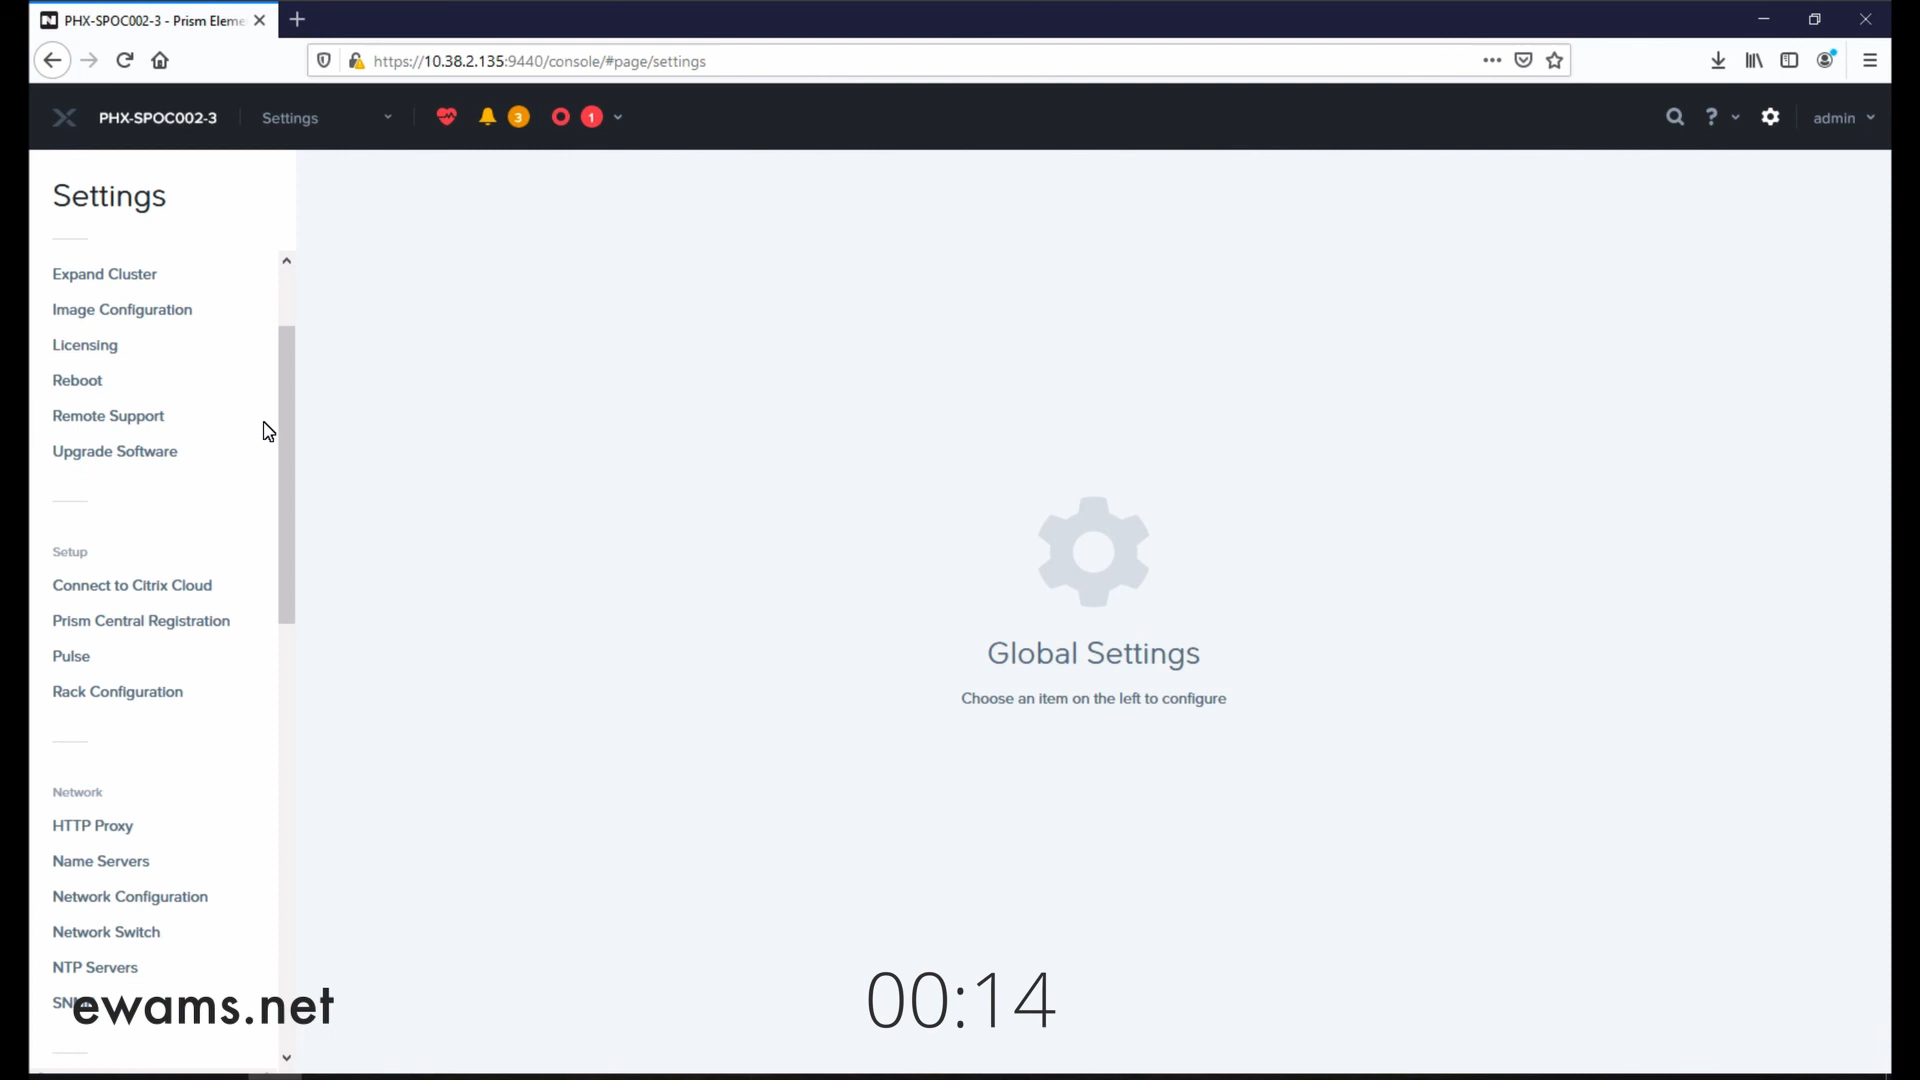 PHX-SPOC002-3 - Prism Eleme
https://10.38.2.135:9440/console/#page/settings
PHX-SPOC002-3
Settings
3
1
?
admin
Settings
Expand Cluster
Image Configuration
Licensing
Reboot
Remote Support
Upgrade Software
Setup
Connect to Citrix Cloud
Prism Central Registration
Pulse
Rack Configuration
Network
HTTP Proxy
Name Servers
Network Configuration
Network Switch
NTP Servers
ewams.net
Global Settings
Choose an item on the left to configure
00:14